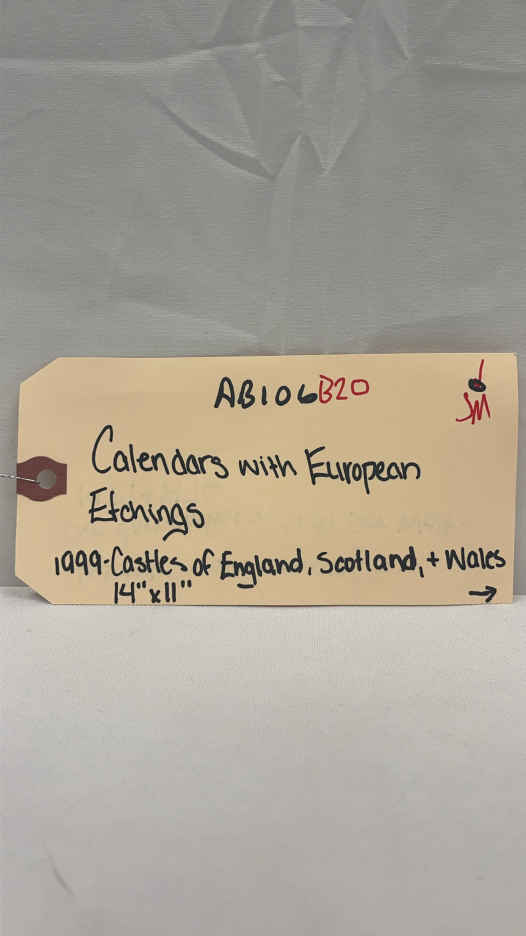 AB106B20
SM
Calendars with European
Etchings
1999-Castles of England, Scotland, + Wales
14"x11" →